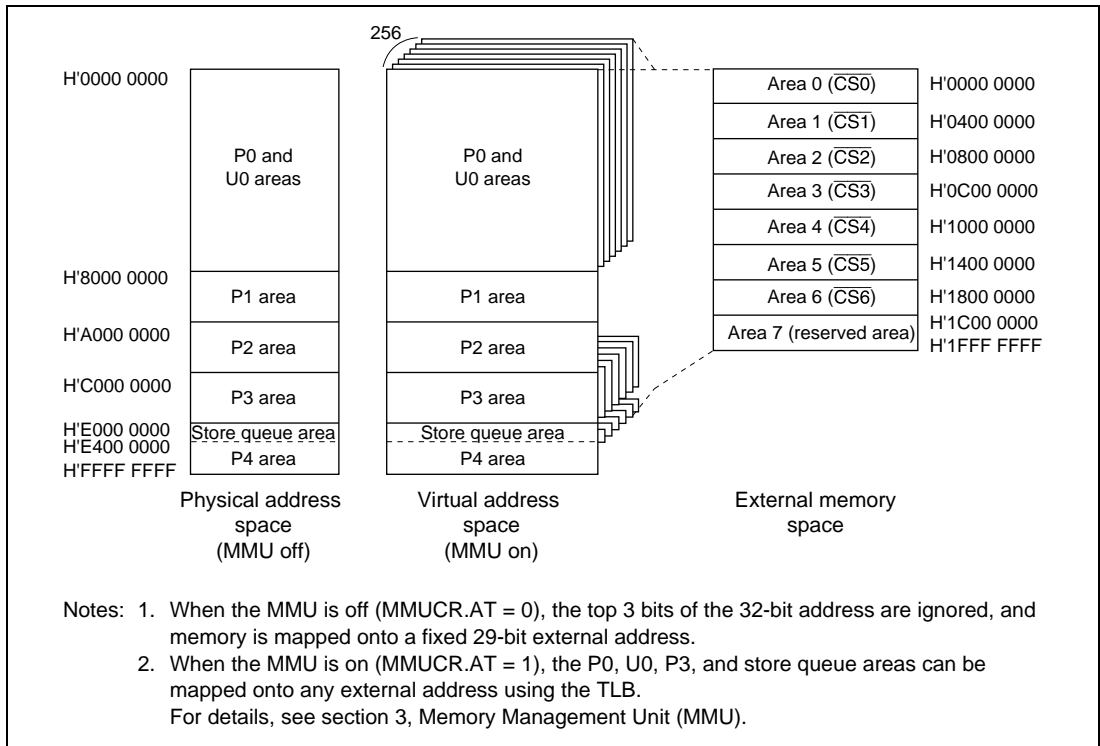 256
H'0000 0000
P0 and
U0 areas
H'8000 0000
P1 area
H'A000 0000
P2 area
H'C000 0000
P3 area
H'E000 0000
Store queue area
H'E400 0000
P4 area
H'FFFF FFFF
Physical address
space
(MMU off)
P0 and
U0 areas
P1 area
P2 area
P3 area
Store queue area
P4 area
Virtual address
space
(MMU on)
Area 0 (C̅S̅0̅) H'0000 0000
Area 1 (C̅S̅1̅) H'0400 0000
Area 2 (C̅S̅2̅) H'0800 0000
Area 3 (C̅S̅3̅) H'0C00 0000
Area 4 (C̅S̅4̅) H'1000 0000
Area 5 (C̅S̅5̅) H'1400 0000
Area 6 (C̅S̅6̅) H'1800 0000
H'1C00 0000
Area 7 (reserved area)
H'1FFF FFFF
External memory
space
Notes: 1. When the MMU is off (MMUCR.AT = 0), the top 3 bits of the 32-bit address are ignored, and
memory is mapped onto a fixed 29-bit external address.
2. When the MMU is on (MMUCR.AT = 1), the P0, U0, P3, and store queue areas can be
mapped onto any external address using the TLB.
For details, see section 3, Memory Management Unit (MMU).